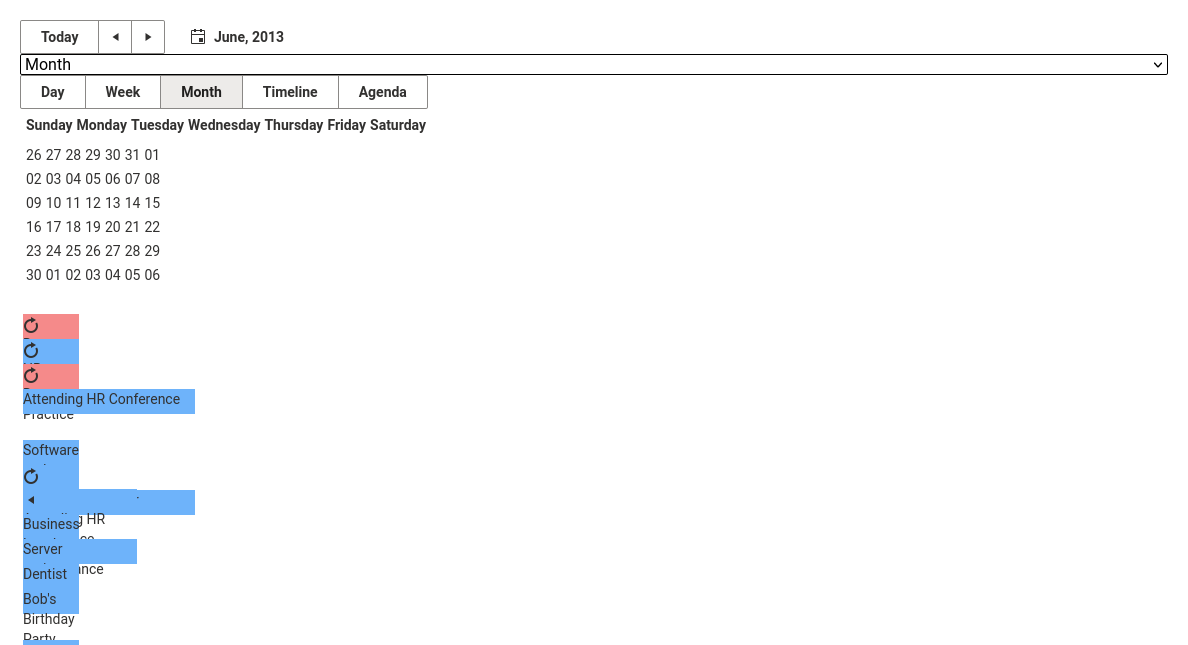 Today June, 2013
Month
Day Week Month Timeline Agenda
Sunday Monday Tuesday Wednesday Thursday Friday Saturday
26 27 28 29 30 31 01
02 03 04 05 06 07 08
09 10 11 12 13 14 15
16 17 18 19 20 21 22
23 24 25 26 27 28 29
30 01 02 03 04 05 06
Attending HR Conference
Practice
Software
HR
Business
Server
Dentist
Bob's
Birthday
Party